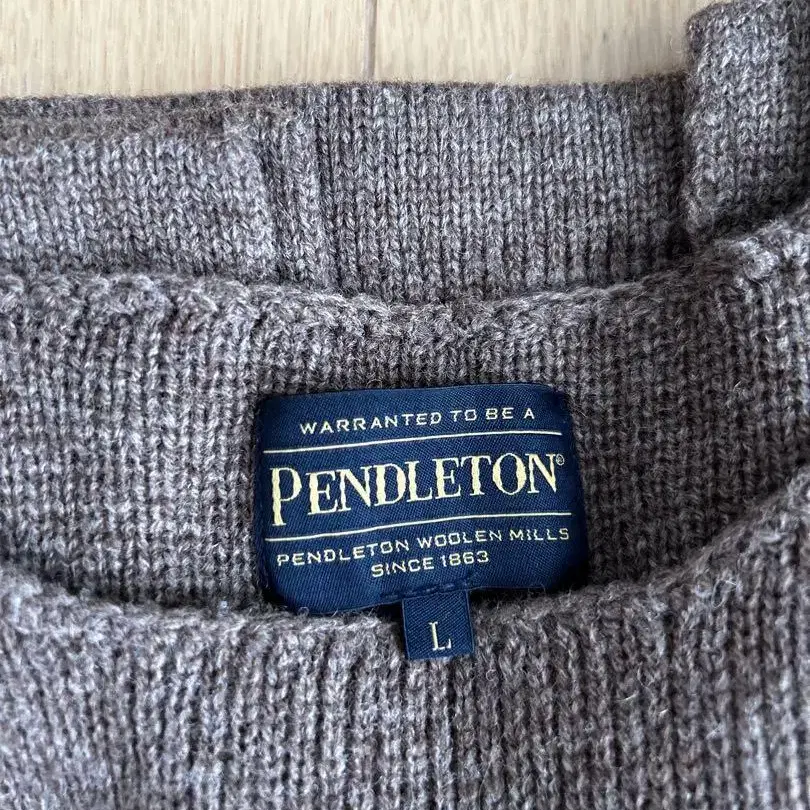 WARRANTED TO BE A
PENDLETON®
PENDLETON WOOLEN MILLS
SINCE 1863
L